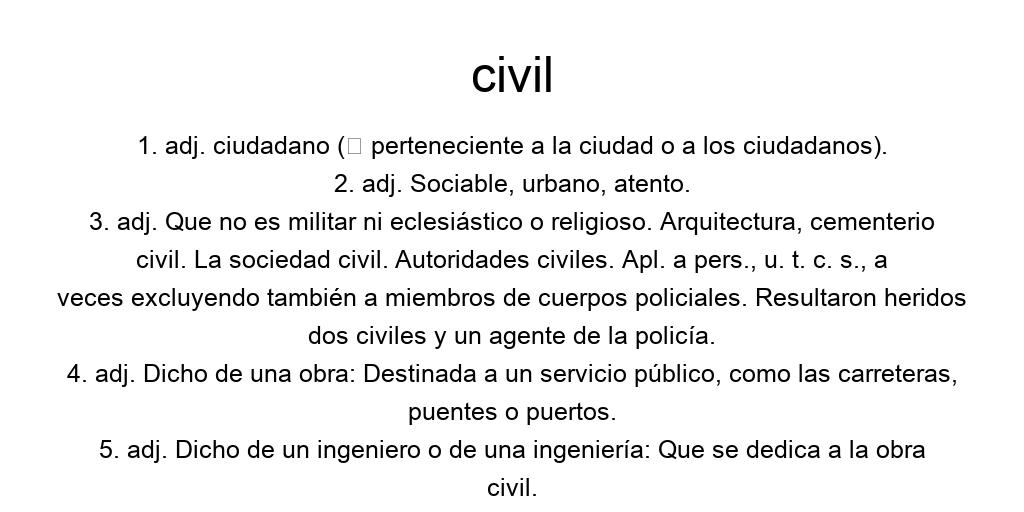 civil
1. adj. ciudadano (▯ perteneciente a la ciudad o a los ciudadanos).
2. adj. Sociable, urbano, atento.
3. adj. Que no es militar ni eclesiástico o religioso. Arquitectura, cementerio
civil. La sociedad civil. Autoridades civiles. Apl. a pers., u. t. c. s., a
veces excluyendo también a miembros de cuerpos policiales. Resultaron heridos
dos civiles y un agente de la policía.
4. adj. Dicho de una obra: Destinada a un servicio público, como las carreteras,
puentes o puertos.
5. adj. Dicho de un ingeniero o de una ingeniería: Que se dedica a la obra
civil.